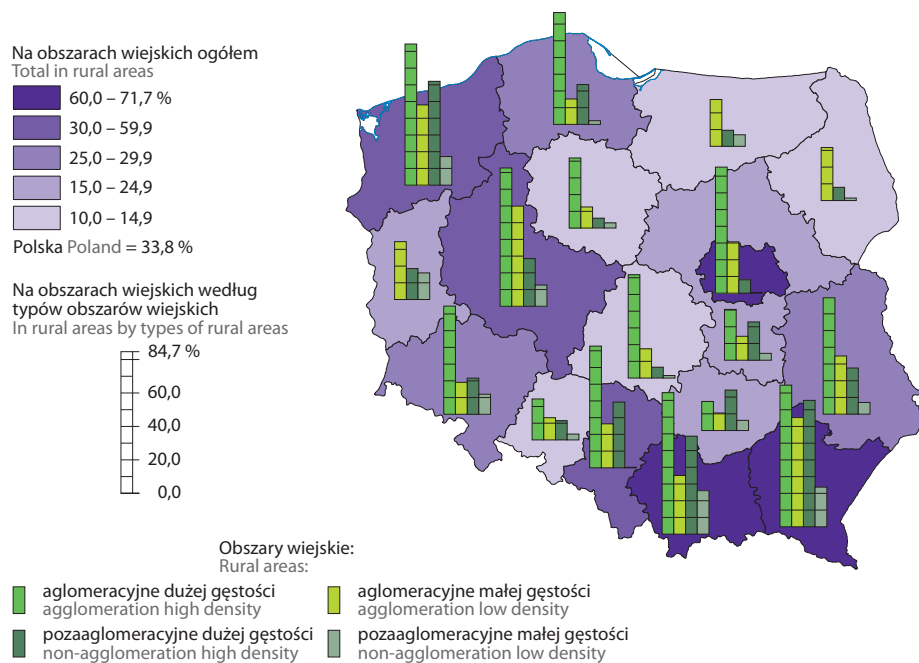 Na obszarach wiejskich ogółem
Total in rural areas
60,0 – 71,7 %
30,0 – 59,9
25,0 – 29,9
15,0 – 24,9
10,0 – 14,9
Polska Poland = 33,8 %
Na obszarach wiejskich według
typów obszarów wiejskich
In rural areas by types of rural areas
84,7 %
60,0
40,0
20,0
0,0
Obszary wiejskie:
Rural areas:
aglomeracyjne dużej gęstości
agglomeration high density
aglomeracyjne małej gęstości
agglomeration low density
pozaaglomeracyjne dużej gęstości
non-agglomeration high density
pozaaglomeracyjne małej gęstości
non-agglomeration low density